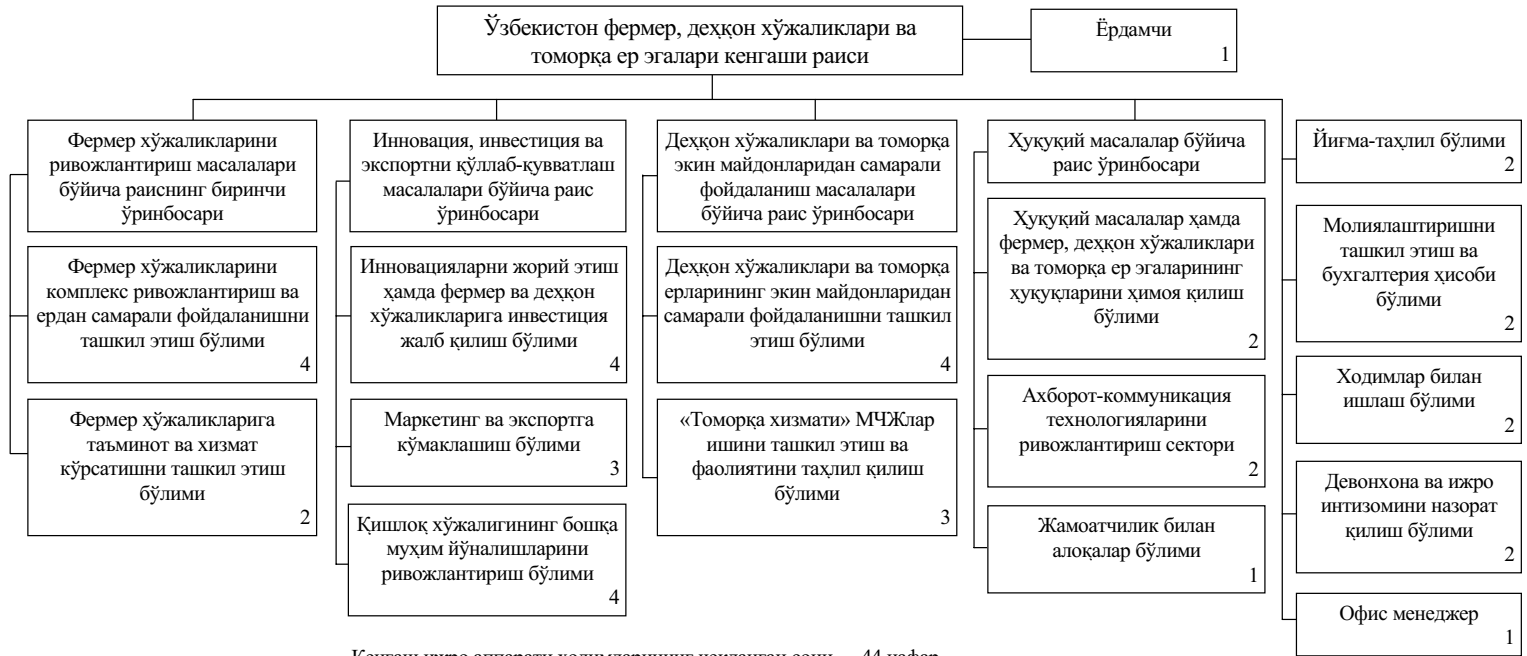 Ўзбекистон фермер, деҳқон хўжаликлари ва
томорқа ер эгалари кенгаши раиси
Ёрдамчи
1
Фермер хўжаликларини
ривожлантириш масалалари
бўйича раиснинг биринчи
ўринбосари
Фермер хўжаликларини
комплекс ривожлантириш ва
ердан самарали фойдаланишни
ташкил этиш бўлими
4
Фермер ҳўжаликларига
таъминот ва хизмат
кўрсатишни ташкил этиш
бўлими
2
Инновация, инвестиция ва
экспортни қўллаб-қувватлаш
масалалари бўйича раис
ўринбосари
Инновацияларни жорий этиш
ҳамда фермер ва деҳқон
хўжаликларига инвестиция
жалб қилиш бўлими
4
Маркетинг ва экспортга
кўмаклашиш бўлими
3
Қишлоқ хўжалигининг бошқа
муҳим йўналишларини
ривожлантириш бўлими
4
Деҳқон хўжаликлари ва томорқа
экин майдонларидан самарали
фойдаланиш масалалари
бўйича раис ўринбосари
Деҳқон хўжаликлари ва томорқа
ерларининг экин майдонларидан
самарали фойдаланишни ташкил
этиш бўлими
4
«Томорқа хизмати» МЧЖлар
ишини ташкил этиш ва
фаолиятини таҳлил қилиш
бўлими
3
Ҳуқуқий масалалар бўйича
раис ўринбосари
Ҳуқуқий масалалар ҳамда
фермер, деҳқон хўжаликлари
ва томорқа ер эгаларининг
ҳуқуқларини ҳимоя қилиш
бўлими
2
Ахборот-коммуникация
технологияларини
ривожлантириш сектори
2
Жамоатчилик билан
алоқалар бўлими
1
Йиғма-таҳлил бўлими
2
Молиялаштиришни
ташкил этиш ва
бухгалтерия ҳисоби
бўлими
2
Ходимлар билан
ишлаш бўлими
2
Девонхона ва ижро
интизомини назорат
қилиш бўлими
2
Офис менеджер
1
Кенгаш ижро аппарати ходимларининг чекланган сони — 44 нафар